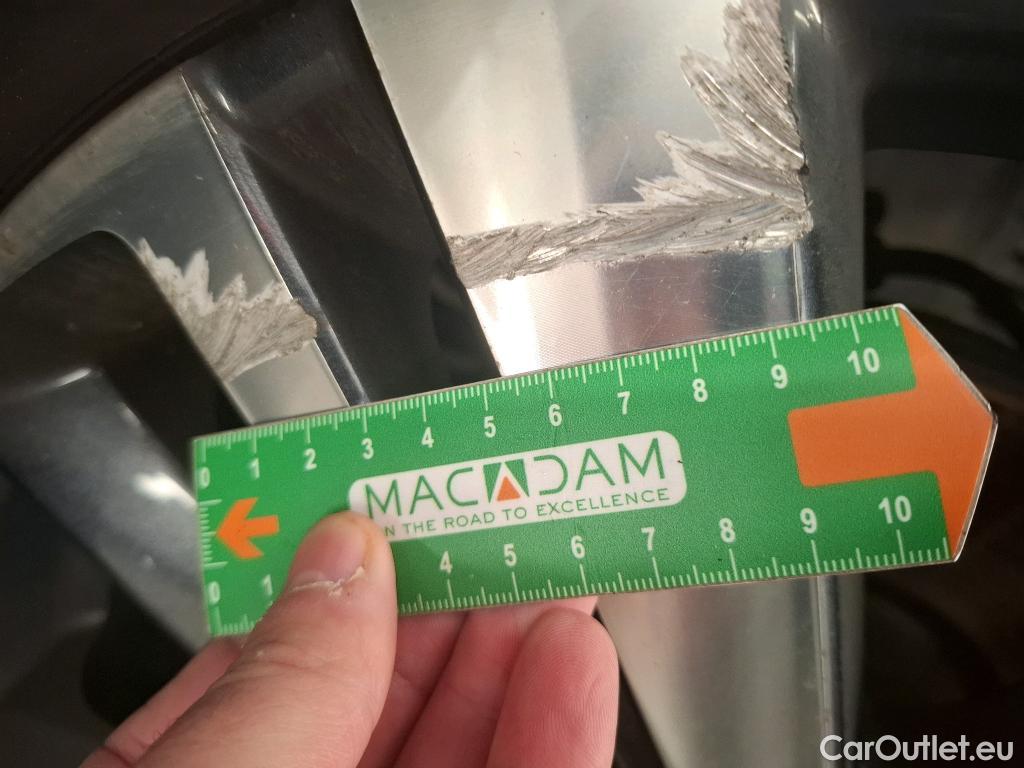 0 1 2 3 4 5 6 7 8 9 10
MACADAM
N THE ROAD TO EXCELLENCE
0 1 4 5 6 7 8 9 10
CarOutlet.eu